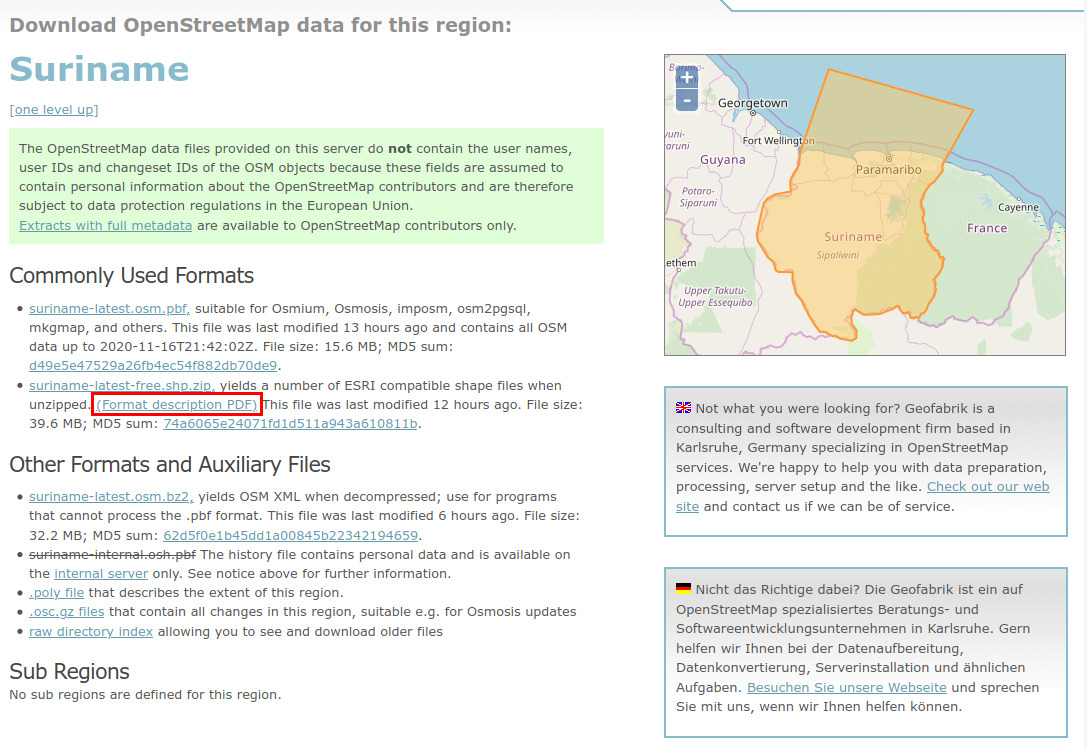 Download OpenStreetMap data for this region:
Suriname
[one level up]
The OpenStreetMap data files provided on this server do not contain the user names,
user IDs and changeset IDs of the OSM objects because these fields are assumed to
contain personal information about the OpenStreetMap contributors and are therefore
subject to data protection regulations in the European Union.
Extracts with full metadata are available to OpenStreetMap contributors only.
Commonly Used Formats
• suriname-latest.osm.pbf, suitable for Osmium, Osmosis, imposm, osm2pgsql,
mkgmap, and others. This file was last modified 13 hours ago and contains all OSM
data up to 2020-11-16T21:42:02Z. File size: 15.6 MB; MD5 sum:
d49e5e47529a26fb4ec54f882db70de9.
• suriname-latest-free.shp.zip, yields a number of ESRI compatible shape files when
unzipped. (Format description PDF) This file was last modified 12 hours ago. File size:
39.6 MB; MD5 sum: 74a6065e24071fd1d511a943a610811b.
Other Formats and Auxiliary Files
• suriname-latest.osm.bz2, yields OSM XML when decompressed; use for programs
that cannot process the .pbf format. This file was last modified 6 hours ago. File size:
32.2 MB; MD5 sum: 62d5f0e1b45dd1a00845b22342194659.
• suriname-internal.osh.pbf The history file contains personal data and is available on
the internal server only. See notice above for further information.
• .poly file that describes the extent of this region.
• .osc.gz files that contain all changes in this region, suitable e.g. for Osmosis updates
• raw directory index allowing you to see and download older files
Sub Regions
No sub regions are defined for this region.
+
-
Georgetown
Fort Wellington
yuni-
aruni
Guyana
Paramaribo
Potaro-
Siparuni
Cayenne
France
Suriname
Sipaliwini
ethem
Upper Takutu-
Upper Essequibo
Not what you were looking for? Geofabrik is a
consulting and software development firm based in
Karlsruhe, Germany specializing in OpenStreetMap
services. We're happy to help you with data preparation,
processing, server setup and the like. Check out our web
site and contact us if we can be of service.
Nicht das Richtige dabei? Die Geofabrik ist ein auf
OpenStreetMap spezialisiertes Beratungs- und
Softwareentwicklungsunternehmen in Karlsruhe. Gern
helfen wir Ihnen bei der Datenaufbereitung,
Datenkonvertierung, Serverinstallation und ähnlichen
Aufgaben. Besuchen Sie unsere Webseite und sprechen
Sie mit uns, wenn wir Ihnen helfen können.